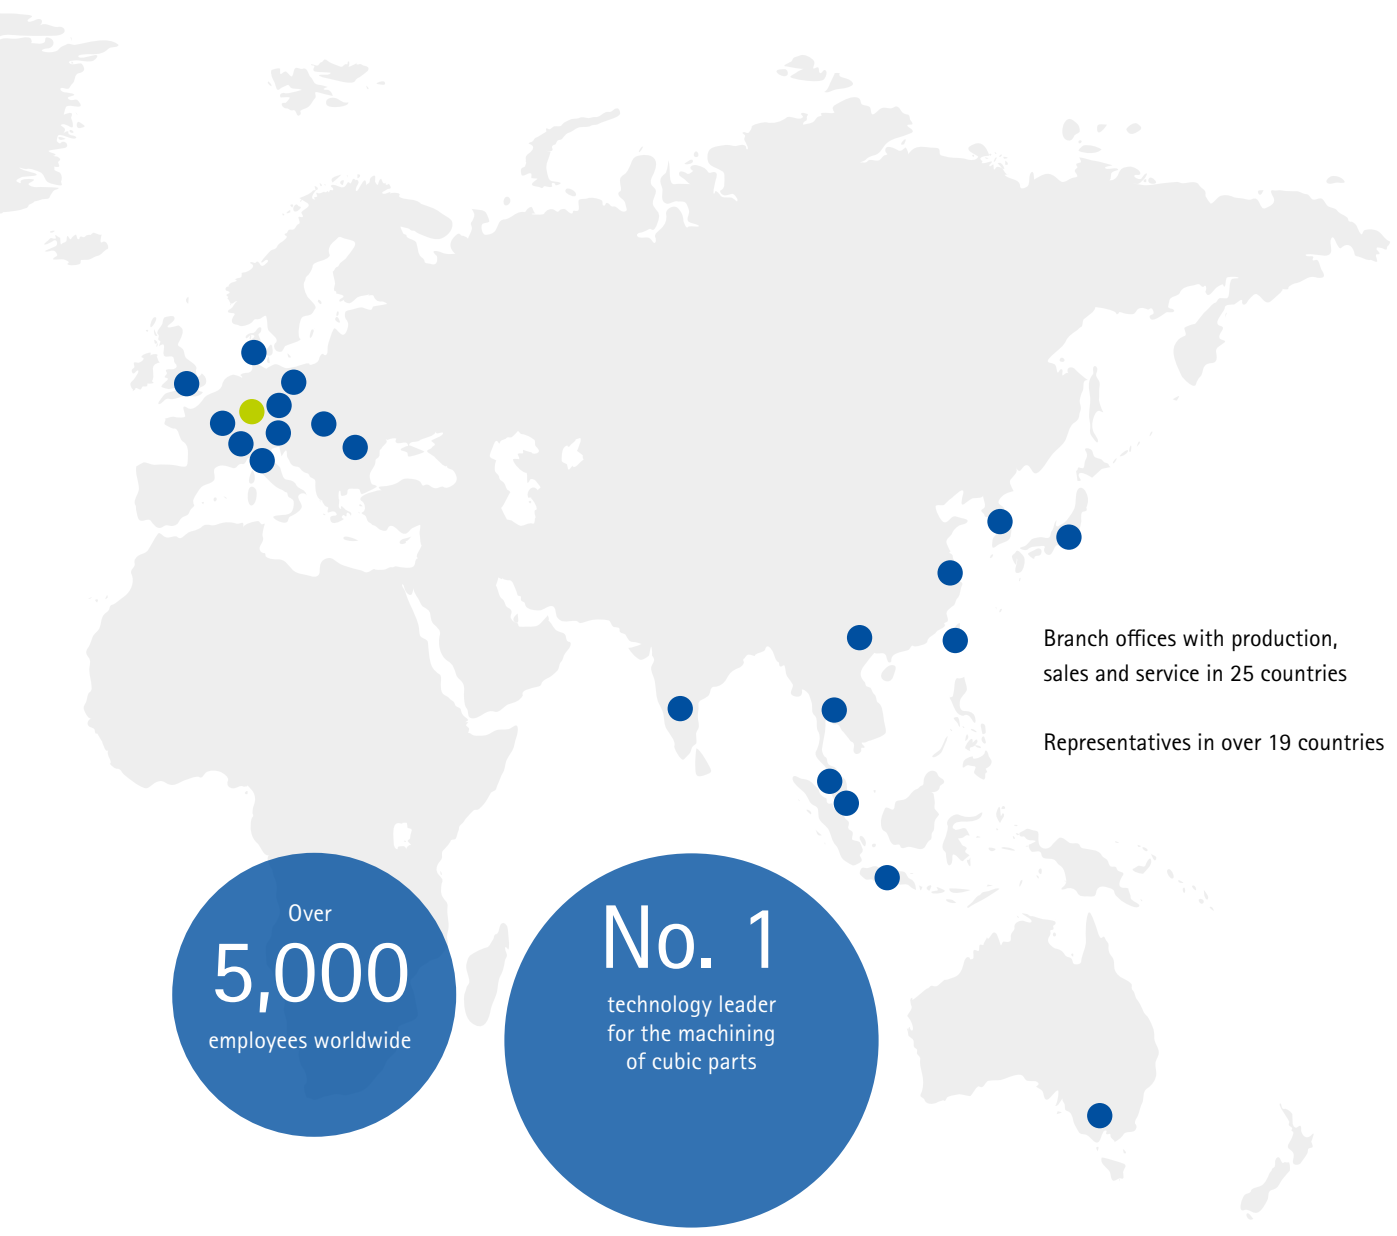 Branch offices with production,
sales and service in 25 countries
Representatives in over 19 countries
Over
5,000
employees worldwide
No. 1
technology leader
for the machining
of cubic parts